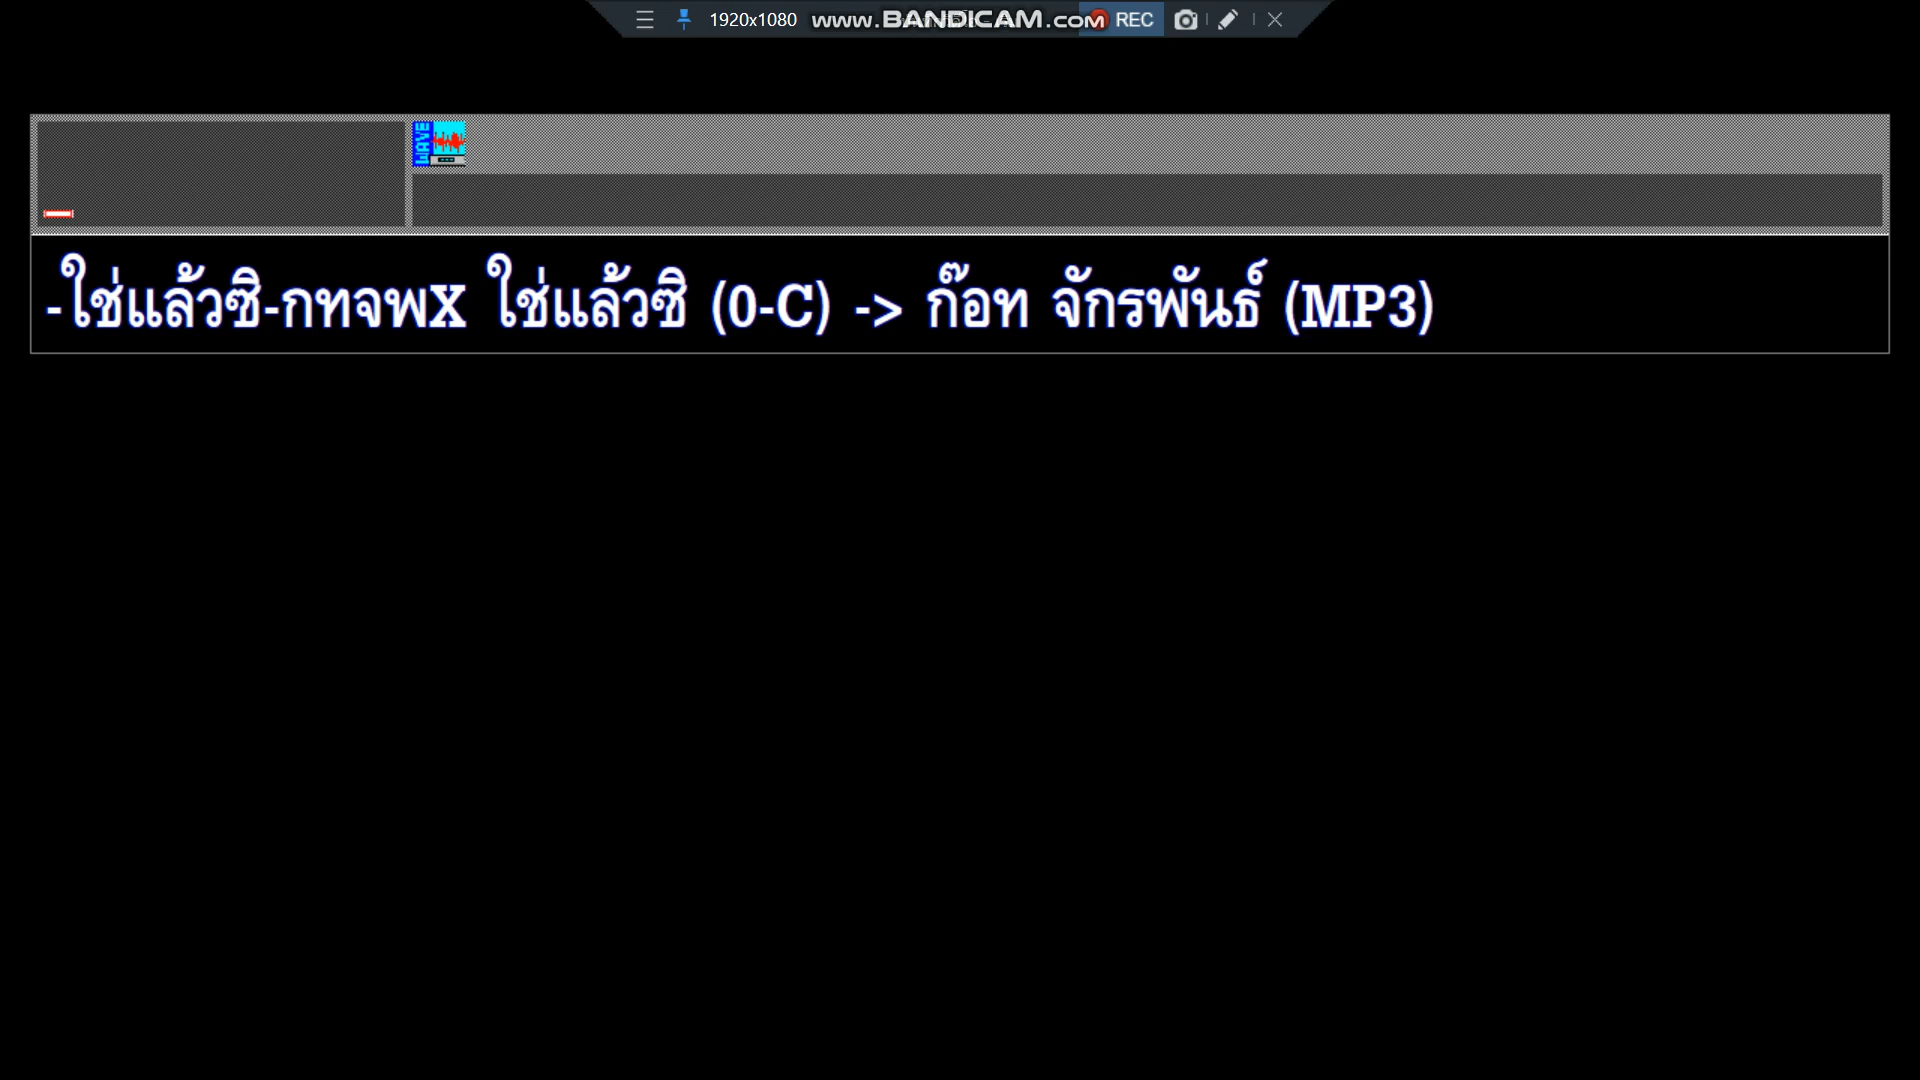 1920x1080 www.BANDICAM.com REC
WAVE
-ใช่แล้วซิ-กทจพX ใช่แล้วซิ (0-C) -> ก๊อท จักรพันธ์ (MP3)